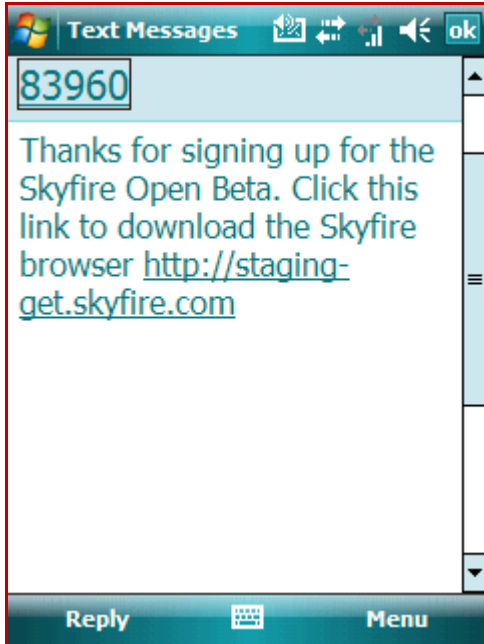 Text Messages ok
83960
Thanks for signing up for the
Skyfire Open Beta. Click this
link to download the Skyfire
browser http://staging-
get.skyfire.com
Reply Menu